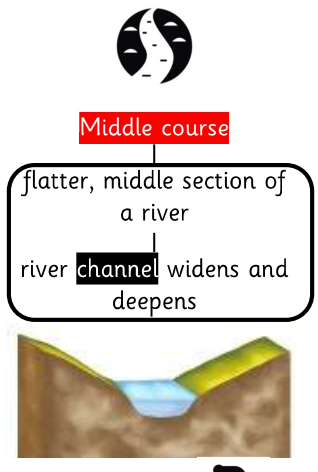 Middle course
flatter, middle section of
a river
river channel widens and
deepens